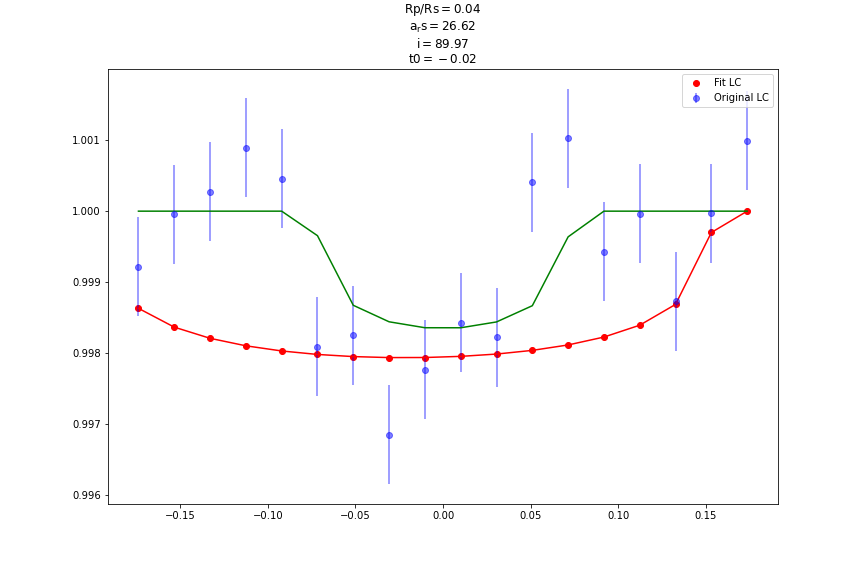 Rp/Rs = 0.04
aᵣs = 26.62
i = 89.97
t0 = −0.02
Fit LC
Original LC
1.001
1.000
0.999
0.998
0.997
0.996
−0.15
−0.10
−0.05
0.00
0.05
0.10
0.15